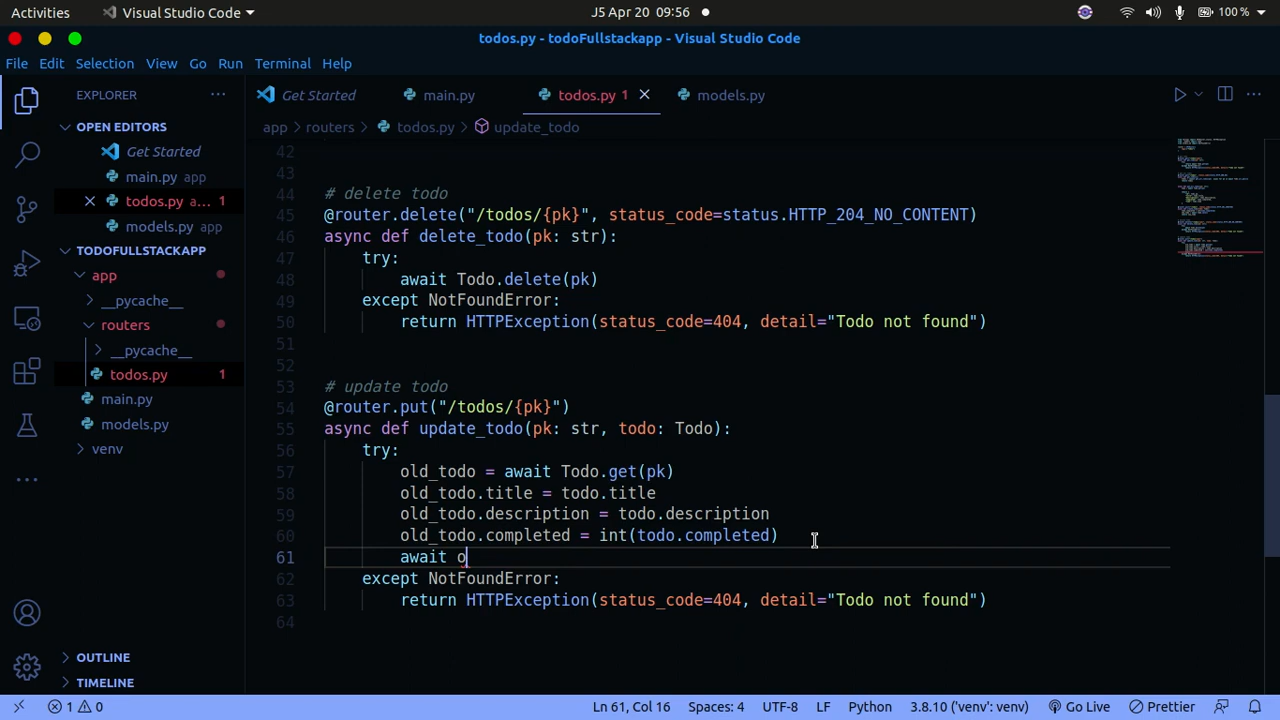 Activities
Visual Studio Code
J5 Apr 20 09:56
100 %
todos.py - todoFullstackapp - Visual Studio Code
File Edit Selection View Go Run Terminal Help
EXPLORER
OPEN EDITORS
Get Started
main.py app
todos.py a... 1
models.py app
TODOFULLSTACKAPP
app
__pycache__
routers
__pycache__
todos.py 1
main.py
models.py
venv
OUTLINE
TIMELINE
Get Started
main.py
todos.py 1
models.py
app > routers > todos.py > update_todo
42
43
44 # delete todo
45 @router.delete("/todos/{pk}", status_code=status.HTTP_204_NO_CONTENT)
46 async def delete_todo(pk: str):
47 try:
48 await Todo.delete(pk)
49 except NotFoundError:
50 return HTTPException(status_code=404, detail="Todo not found")
51
52
53 # update todo
54 @router.put("/todos/{pk}")
55 async def update_todo(pk: str, todo: Todo):
56 try:
57 old_todo = await Todo.get(pk)
58 old_todo.title = todo.title
59 old_todo.description = todo.description
60 old_todo.completed = int(todo.completed)
61 await o
62 except NotFoundError:
63 return HTTPException(status_code=404, detail="Todo not found")
64
1 0
Ln 61, Col 16
Spaces: 4
UTF-8
LF
Python
3.8.10 ('venv': venv)
Go Live
Prettier